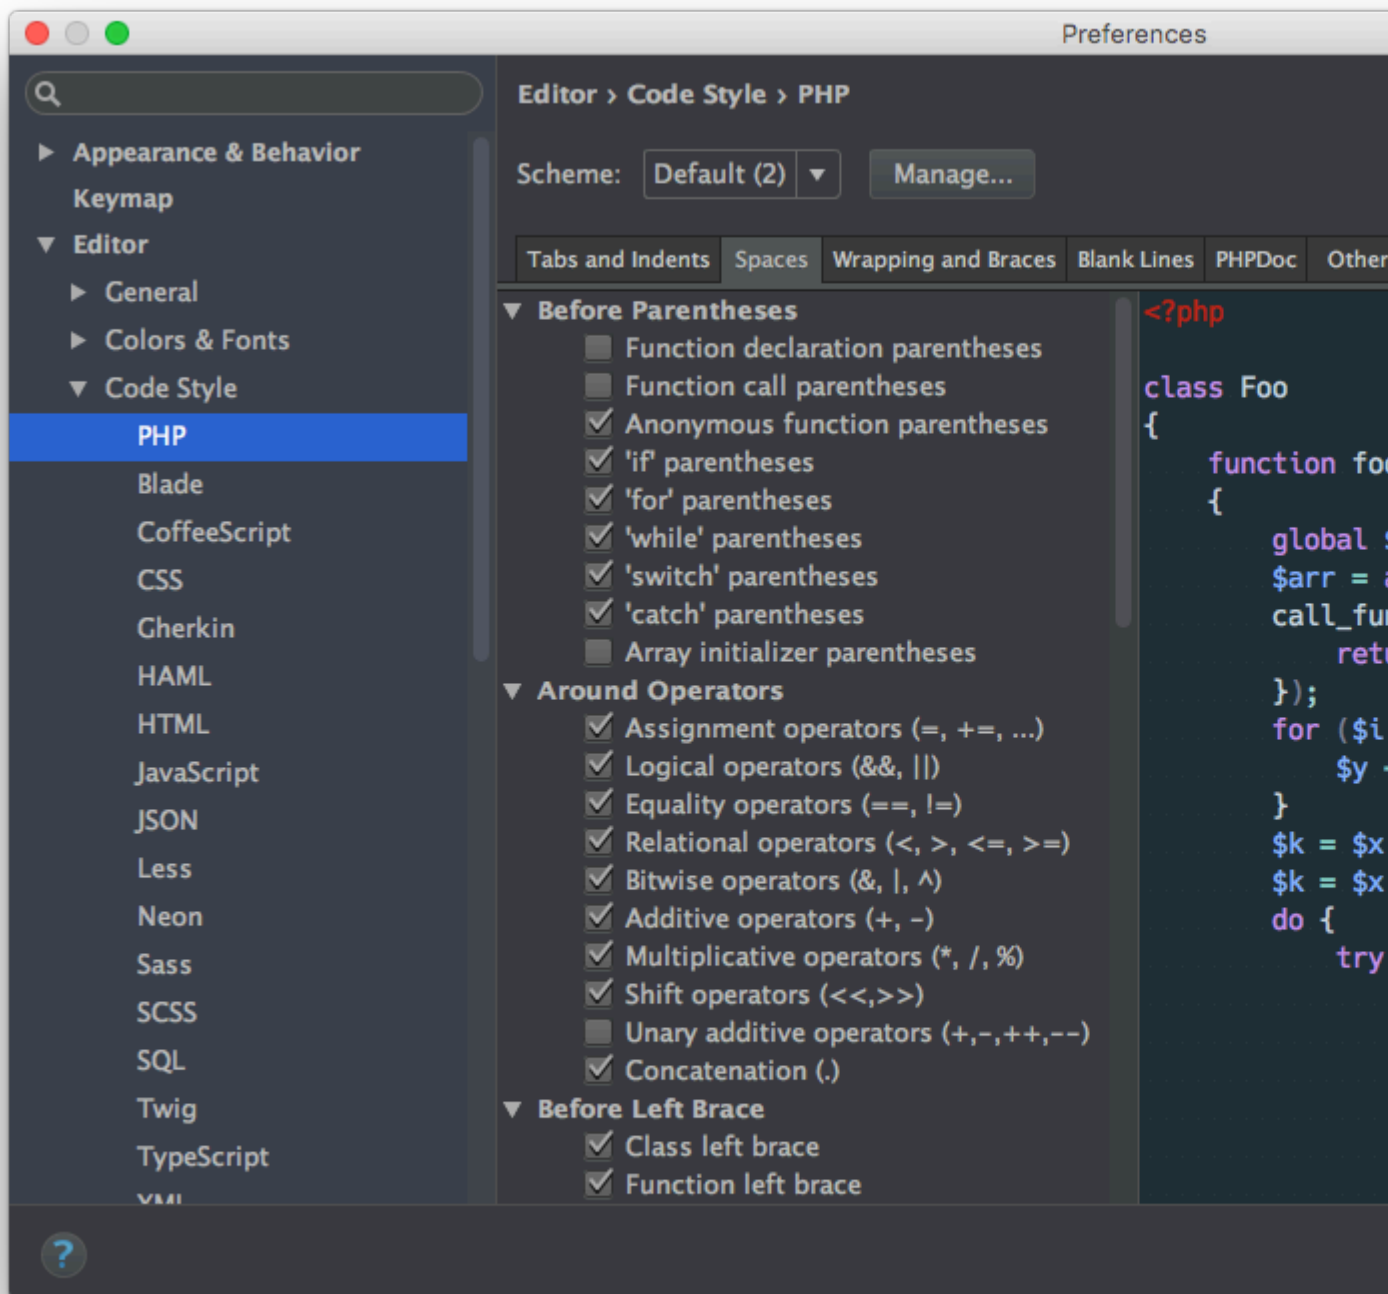 Preferences
Appearance & Behavior
Keymap
Editor
General
Colors & Fonts
Code Style
PHP
Blade
CoffeeScript
CSS
Gherkin
HAML
HTML
JavaScript
JSON
Less
Neon
Sass
SCSS
SQL
Twig
TypeScript
XML
Editor › Code Style › PHP
Scheme: Default (2) Manage...
Tabs and Indents Spaces Wrapping and Braces Blank Lines PHPDoc Other
Before Parentheses
Function declaration parentheses
Function call parentheses
Anonymous function parentheses
'if' parentheses
'for' parentheses
'while' parentheses
'switch' parentheses
'catch' parentheses
Array initializer parentheses
Around Operators
Assignment operators (=, +=, ...)
Logical operators (&&, ||)
Equality operators (==, !=)
Relational operators (<, >, <=, >=)
Bitwise operators (&, |, ^)
Additive operators (+, -)
Multiplicative operators (*, /, %)
Shift operators (<<,>>)
Unary additive operators (+,-,++,--)
Concatenation (.)
Before Left Brace
Class left brace
Function left brace
<?php
class Foo
{
function foo
{
global $
$arr =
call_fu
ret
});
for ($i
$y
}
$k = $x
$k = $x
do {
try
?